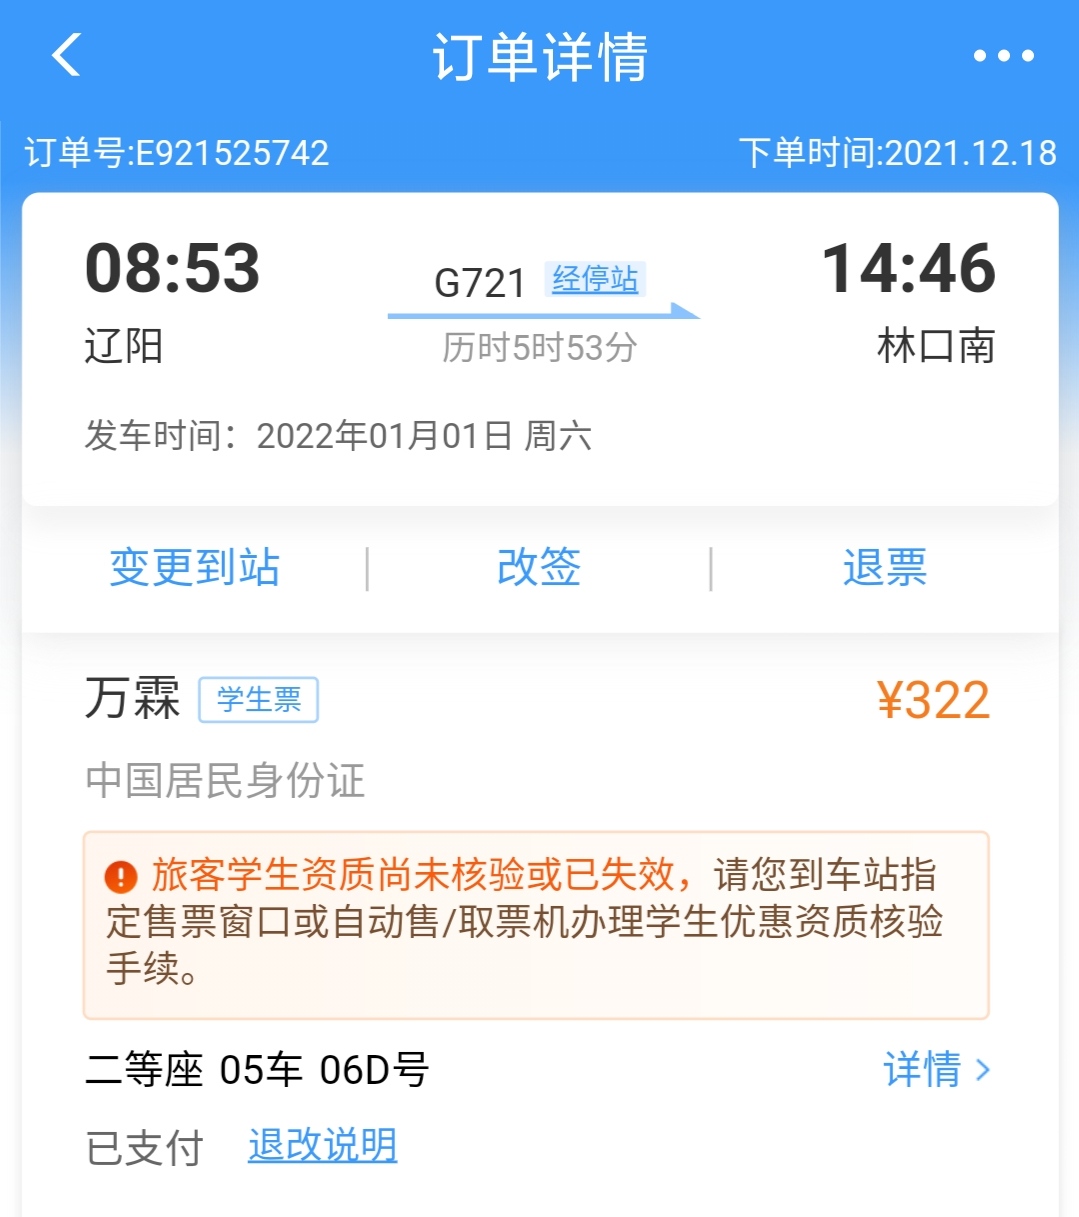 订单详情
订单号:E921525742 下单时间:2021.12.18
08:53 G721 经停站 14:46
辽阳 历时5时53分 林口南
发车时间：2022年01月01日 周六
变更到站 改签 退票
万霖 学生票 ¥322
中国居民身份证
旅客学生资质尚未核验或已失效，请您到车站指
定售票窗口或自动售/取票机办理学生优惠资质核验
手续。
二等座 05车 06D号 详情
已支付 退改说明